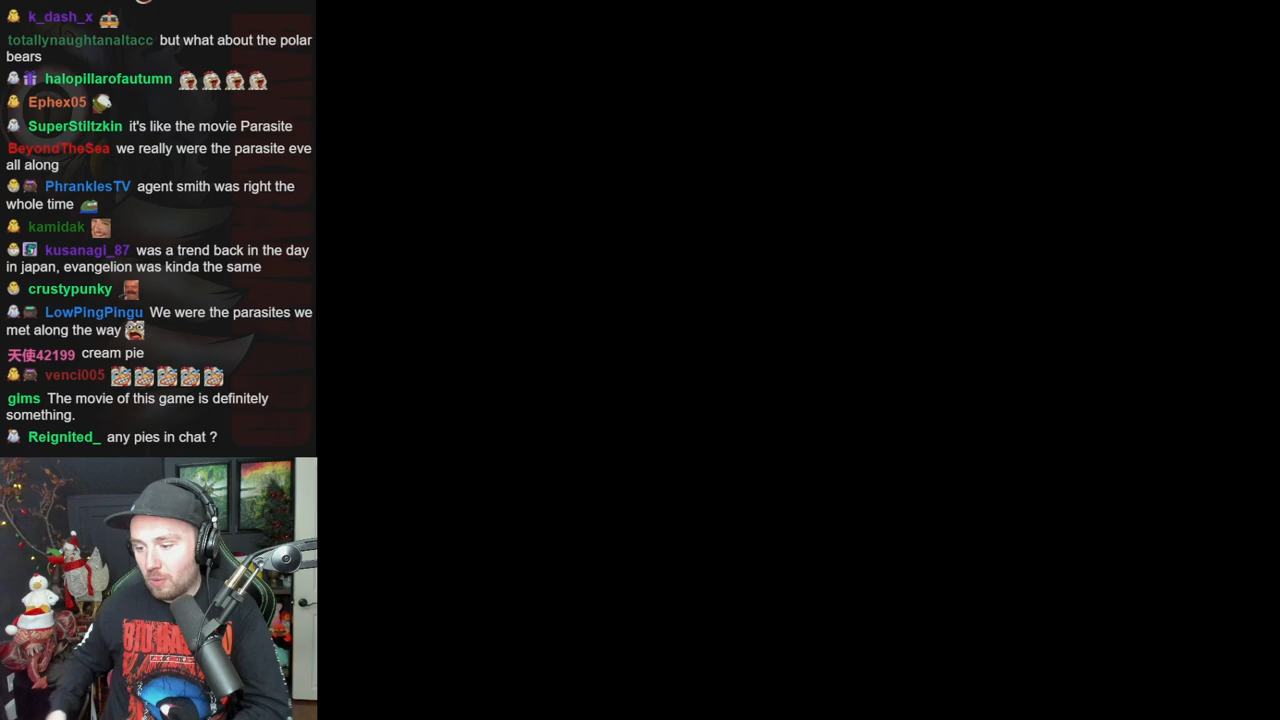 k_dash_x
totallynaughtanaltacc but what about the polar
bears
halopillarofautumn
Ephex05
SuperStiltzkin it's like the movie Parasite
BeyondTheSea we really were the parasite eve
all along
PhranklesTV agent smith was right the
whole time
kamidak
kusanagi_87 was a trend back in the day
in japan, evangelion was kinda the same
crustypunky
LowPingPingu We were the parasites we
met along the way
天使42199 cream pie
venci005
gims The movie of this game is definitely
something.
Reignited_ any pies in chat ?